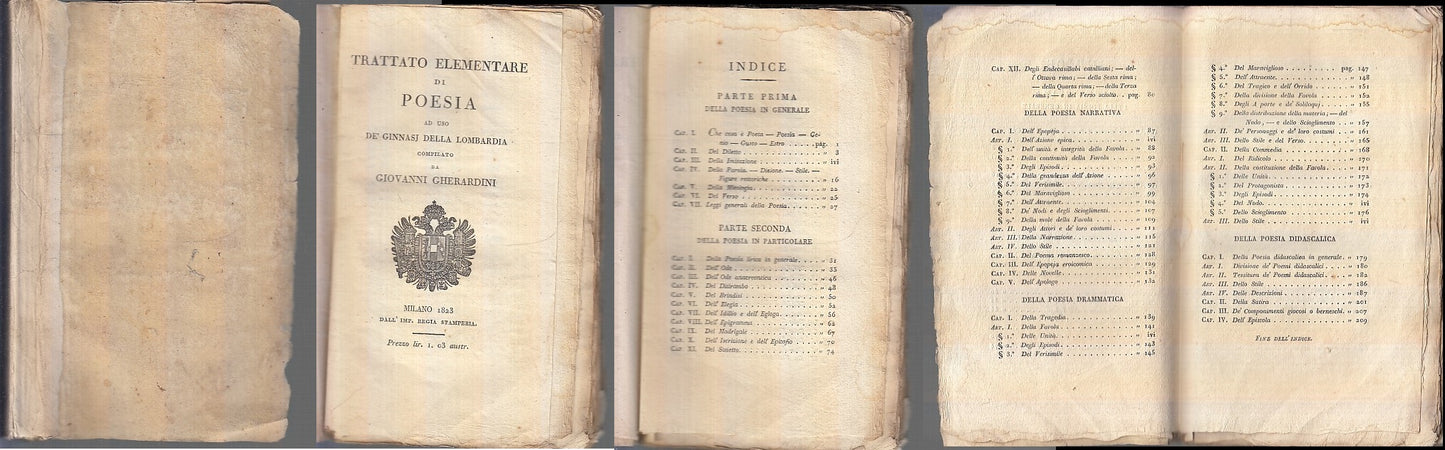 TRATTATO ELEMENTARE
DI
POESIA
AD USO
DE' GINNASJ DELLA LOMBARDIA
COMPILATO
DA
GIOVANNI GHERARDINI
MILANO 1823
DALL' IMP. REGIA STAMPERIA.
Prezzo lir. 1. 03 austr.
INDICE
PARTE PRIMA
DELLA POESIA IN GENERALE
CAP. I. Che cosa è Poeta — Poesia — Ge-
nio — Gusto — Estro . . . . pag. 1
CAP. II. Del Diletto . . . . " 3
CAP. III. Della Imitazione . . . . " ivi
CAP. IV. Della Parola. — Dizione. — Stile. —
Figure rettoriche . . . . " 16
CAP. V. Della Mitologia . . . . " 22
CAP. VI. Del Verso . . . . " 25
CAP. VII. Leggi generali della Poesia . . . . " 27
PARTE SECONDA
DELLA POESIA IN PARTICOLARE
CAP. I. Della Poesia lirica in generale . . . . " 31
CAP. II. Dell' Ode . . . . " 33
CAP. III. Dell' Ode anacreontica . . . . " 46
CAP. IV. Del Ditirambo . . . . " 48
CAP. V. Del Brindisi . . . . " 50
CAP. VI. Dell' Elegia . . . . " 52
CAP. VII. Dell' Idillio e dell' Egloga . . . . " 56
CAP. VIII. Dell' Epigramma . . . . " 62
CAP. IX. Del Madrigale . . . . " 67
CAP. X. Dell' Iscrizione e dell' Epitafio . . . . " 70
CAP. XI. Del Sonetto . . . . " 74
CAP. XII. Degli Endecasillabi catulliani; — del-
l'Ottava rima; — della Sesta rima;
— della Quarta rima; — della Terza
rima; — e del Verso sciolto . . pag. 80
DELLA POESIA NARRATIVA
CAP. I. Dell' Epopeja . . . . " 87
ART. I. Dell' Azione epica . . . . " ivi
§ 1.° Dell' unità e integrità della Favola . . " 88
§ 2.° Della continuità della Favola . . . . " 92
§ 3.° Degli Episodj . . . . " 93
§ 4.° Della grandezza dell' Azione . . . . " 96
§ 5.° Del Verisimile . . . . " 97
§ 6.° Del Maraviglioso . . . . " 99
§ 7.° Dell' Attraente . . . . " 104
§ 8.° De' Nodi e degli Scioglimenti . . . . " 107
§ 9.° Della mole della Favola . . . . " 109
ART. II. Degli Attori e de' loro costumi . . . . " 111
ART. III. Della Narrazione . . . . " 115
ART. IV. Dello Stile . . . . " 121
CAP. II. Del Poema romanzesco . . . . " 128
CAP. III. Dell' Epopeja eroicomica . . . . " 129
CAP. IV. Delle Novelle . . . . " 131
CAP. V. Dell' Apologo . . . . " 132
DELLA POESIA DRAMMATICA
CAP. I. Della Tragedia . . . . " 139
ART. I. Della Favola . . . . " 141
§ 1.° Delle Unità . . . . " ivi
§ 2.° Degli Episodj . . . . " 143
§ 3.° Del Verisimile . . . . " 145
§ 4.° Del Maraviglioso . . . . pag. 147
§ 5.° Dell' Attraente . . . . " 148
§ 6.° Del Tragico e dell' Orrido . . . . " 151
§ 7.° Della divisione della Favola . . . . " 152
§ 8.° Degli A parte e de' Soliloquj . . . . " 155
§ 9.° Della distribuzione della materia; — del
Nodo, — e dello Scioglimento . . " 157
ART. II. De' Personaggi e de' loro costumi . . " 161
ART. III. Dello Stile e del Verso . . . . " 165
CAP. II. Della Commedia . . . . " 168
ART. I. Del Ridicolo . . . . " 170
ART. II. Della costituzione della Favola . . . . " 171
§ 1.° Delle Unità . . . . " 172
§ 2.° Del Protagonista . . . . " 173
§ 3.° Degli Episodj . . . . " 174
§ 4.° Del Nodo . . . . " ivi
§ 5.° Dello Scioglimento . . . . " 176
ART. III. Dello Stile . . . . " ivi
DELLA POESIA DIDASCALICA
CAP. I. Della Poesia didascalica in generale . " 179
ART. I. Divisione de' Poemi didascalici . . . . " 180
ART. II. Tessitura de' Poemi didascalici . . . . " 182
ART. III. Dello Stile . . . . " 186
ART. IV. Delle Descrizioni . . . . " 187
CAP. II. Della Satira . . . . " 201
CAP. III. De' Componimenti giocosi o berneschi . " 207
CAP. IV. Dell' Epistola . . . . " 209
FINE DELL' INDICE.